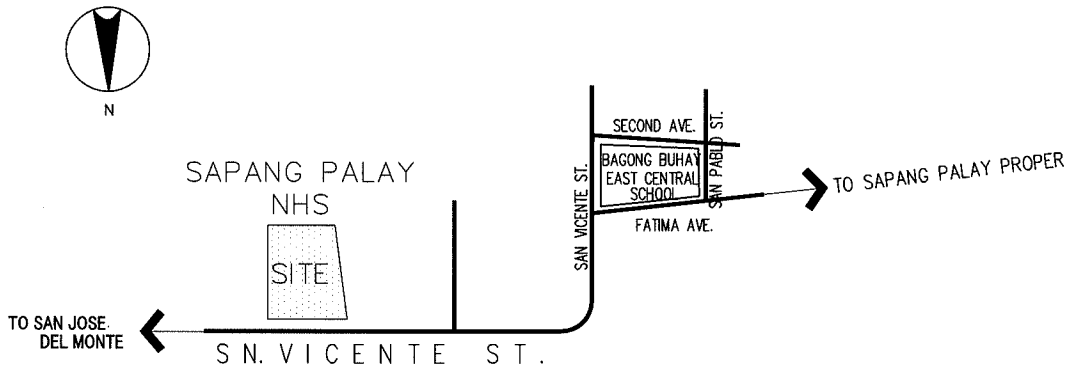 N
SAPANG PALAY
NHS
SITE
TO SAN JOSE
DEL MONTE
SN. VICENTE ST.
SAN VICENTE ST.
SECOND AVE.
BAGONG BUHAY
EAST CENTRAL
SCHOOL
SAN PABLO ST.
FATIMA AVE.
TO SAPANG PALAY PROPER